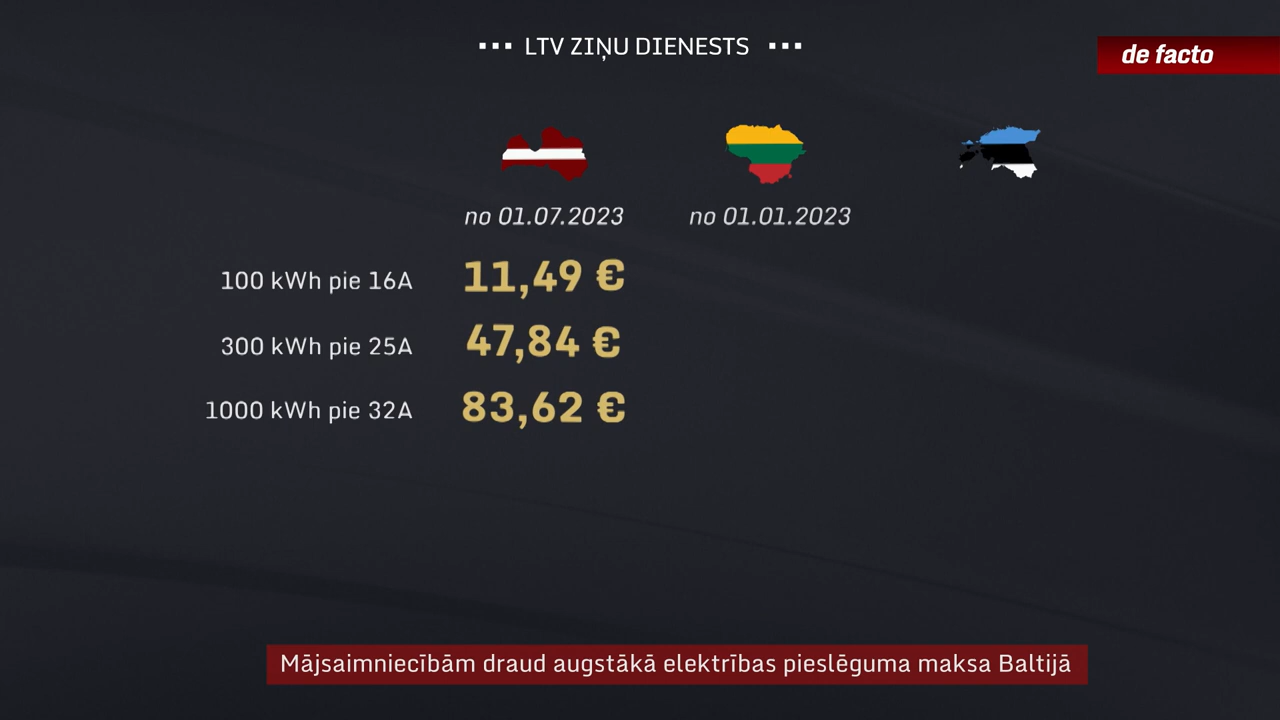 LTV ZIŅU DIENESTS
de facto
no 01.07.2023 no 01.01.2023
100 kWh pie 16A 11,49 €
300 kWh pie 25A 47,84 €
1000 kWh pie 32A 83,62 €
Mājsaimniecībām draud augstākā elektrības pieslēguma maksa Baltijā